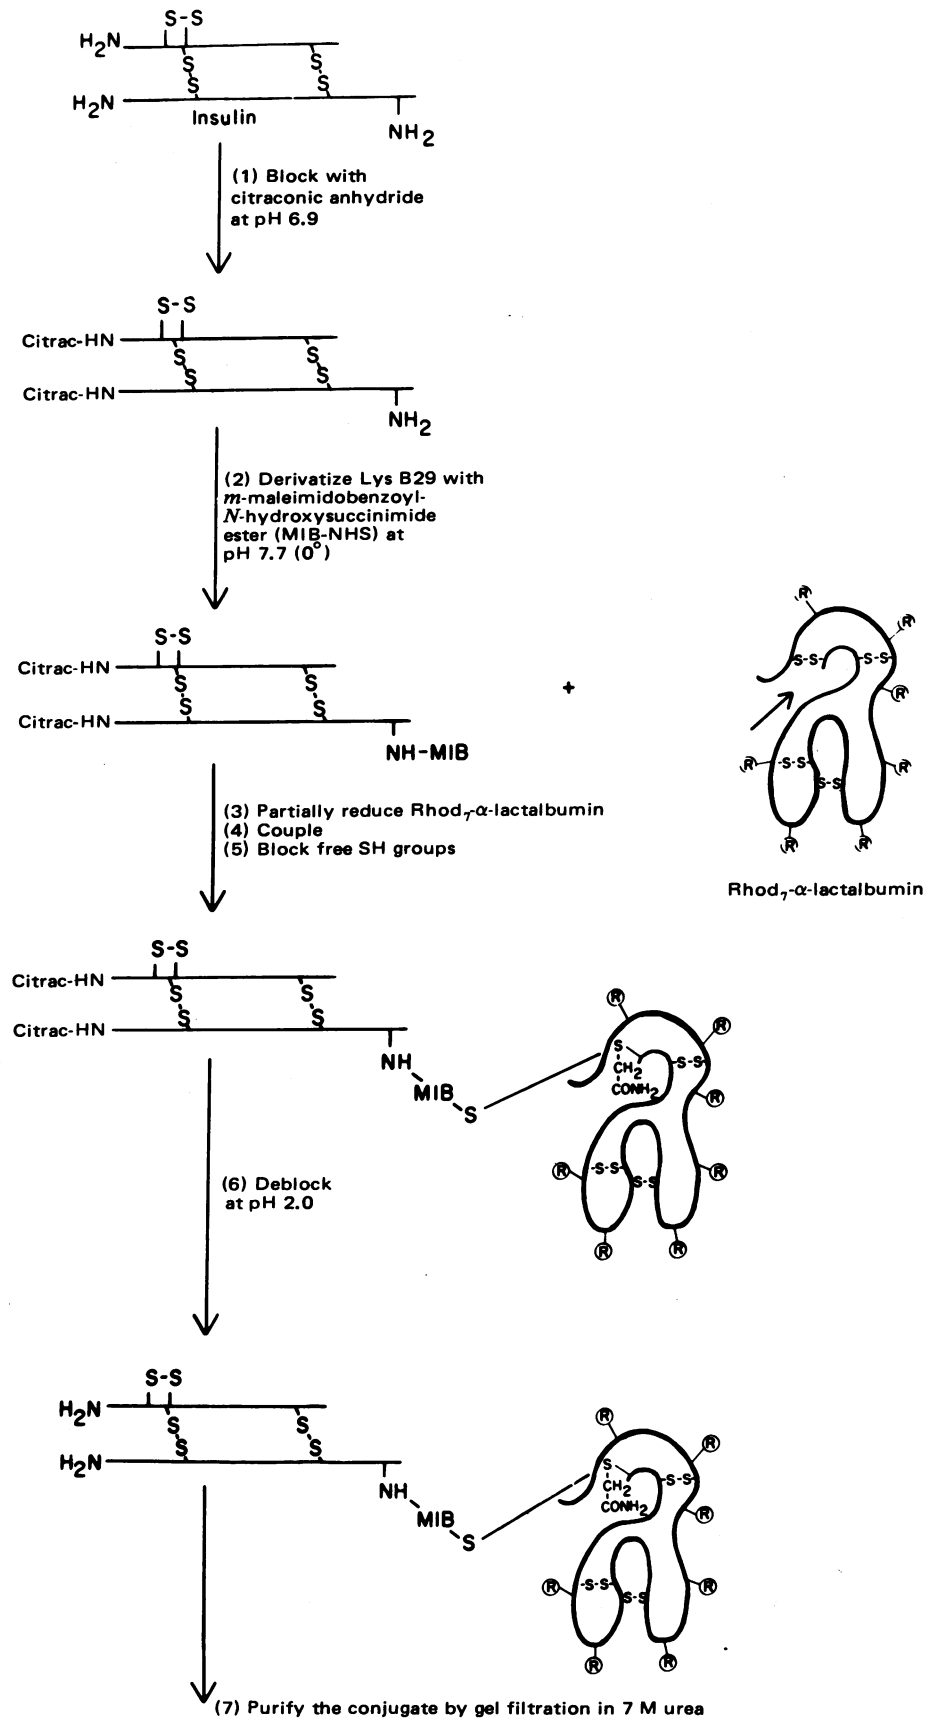 S-S
H₂N
S
S
S
S
H₂N
Insulin
NH₂
(1) Block with
citraconic anhydride
at pH 6.9
S-S
Citrac-HN
S
S
S
S
Citrac-HN
NH₂
(2) Derivatize Lys B29 with
m-maleimidobenzoyl-
N-hydroxysuccinimide
ester (MIB-NHS) at
pH 7.7 (0°)
S-S
Citrac-HN
S
S
S
S
Citrac-HN
NH-MIB
+
R
R
-S-S-
-S-S-
R
R
-S-S-
R
S-S
R
R
Rhod₇-α-lactalbumin
(3) Partially reduce Rhod₇-α-lactalbumin
(4) Couple
(5) Block free SH groups
S-S
Citrac-HN
S
S
S
S
Citrac-HN
NH
MIB
S
R
R
S
-S-S-
CH₂
CONH₂
R
R
-S-S-
R
S-S
R
R
(6) Deblock
at pH 2.0
S-S
H₂N
S
S
S
S
H₂N
NH
MIB
S
R
R
S
-S-S-
CH₂
CONH₂
R
R
-S-S-
R
S-S
R
R
(7) Purify the conjugate by gel filtration in 7 M urea